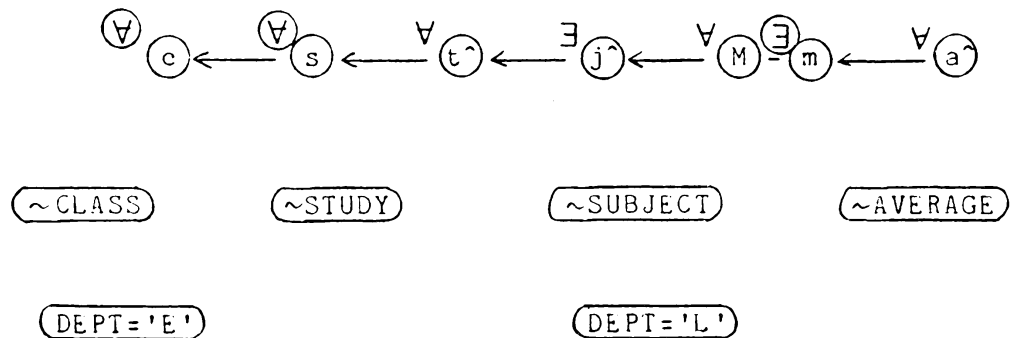 ∀ c ← ∀ s ← ∀ t^ ← ∃ j^ ← ∀ M - ∃ m ← ∀ a^
~CLASS ~STUDY ~SUBJECT ~AVERAGE
DEPT='E' DEPT='L'